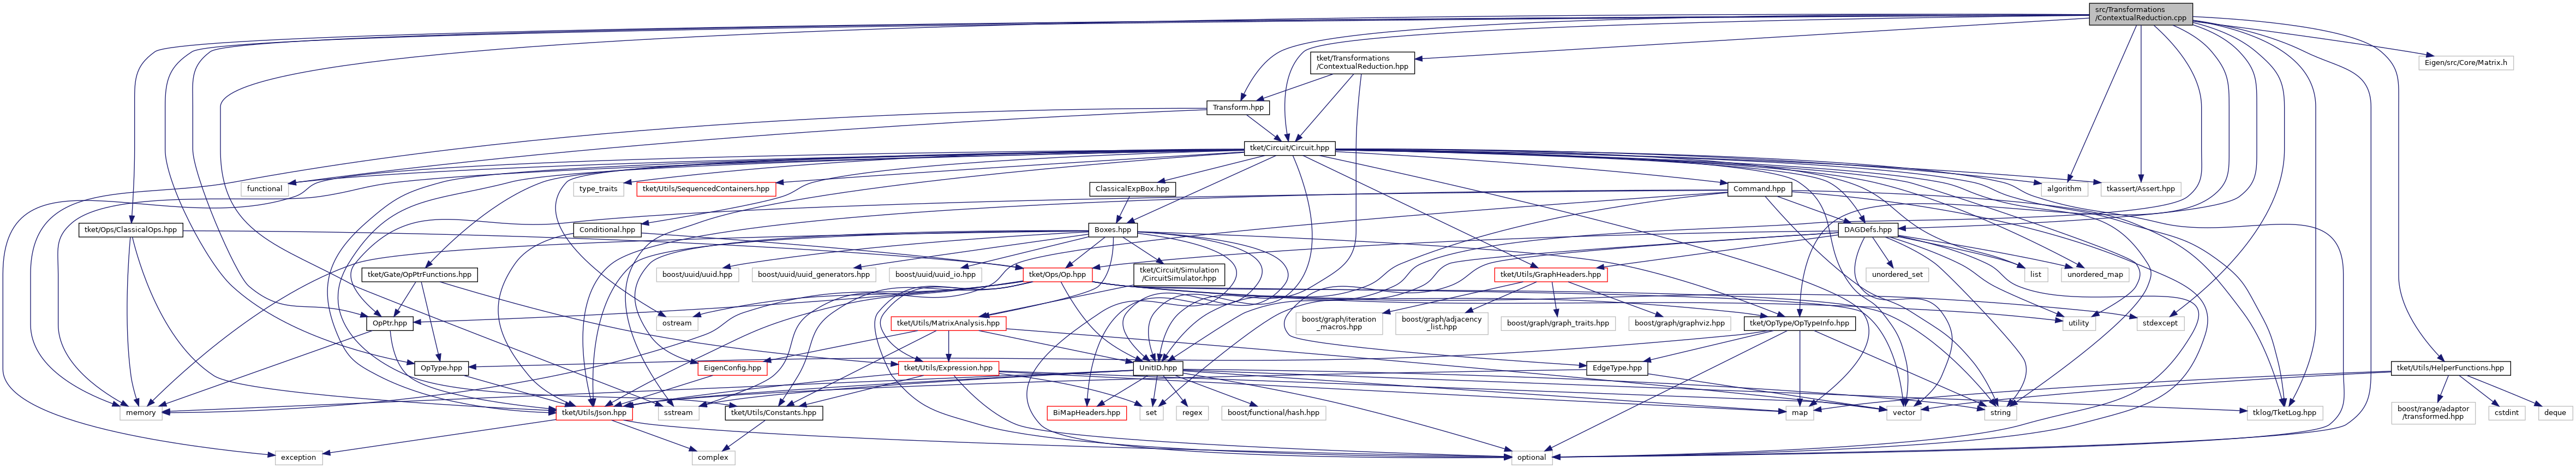 src/Transformations
/ContextualReduction.cpp
tket/Transformations
/ContextualReduction.hpp
Eigen/src/Core/Matrix.h
Transform.hpp
tket/Circuit/Circuit.hpp
functional
type_traits
tket/Utils/SequencedContainers.hpp
ClassicalExpBox.hpp
Command.hpp
algorithm
tkassert/Assert.hpp
tket/Ops/ClassicalOps.hpp
Conditional.hpp
Boxes.hpp
DAGDefs.hpp
tket/Gate/OpPtrFunctions.hpp
boost/uuid/uuid.hpp
boost/uuid/uuid_generators.hpp
boost/uuid/uuid_io.hpp
tket/Ops/Op.hpp
tket/Circuit/Simulation
/CircuitSimulator.hpp
tket/Utils/GraphHeaders.hpp
unordered_set
list
unordered_map
OpPtr.hpp
ostream
tket/Utils/MatrixAnalysis.hpp
boost/graph/iteration
_macros.hpp
boost/graph/adjacency
_list.hpp
boost/graph/graph_traits.hpp
boost/graph/graphviz.hpp
tket/OpType/OpTypeInfo.hpp
utility
stdexcept
OpType.hpp
EigenConfig.hpp
tket/Utils/Expression.hpp
UnitID.hpp
EdgeType.hpp
tket/Utils/HelperFunctions.hpp
memory
tket/Utils/Json.hpp
sstream
tket/Utils/Constants.hpp
BiMapHeaders.hpp
set
regex
boost/functional/hash.hpp
map
vector
string
tklog/TketLog.hpp
boost/range/adaptor
/transformed.hpp
cstdint
deque
exception
complex
optional